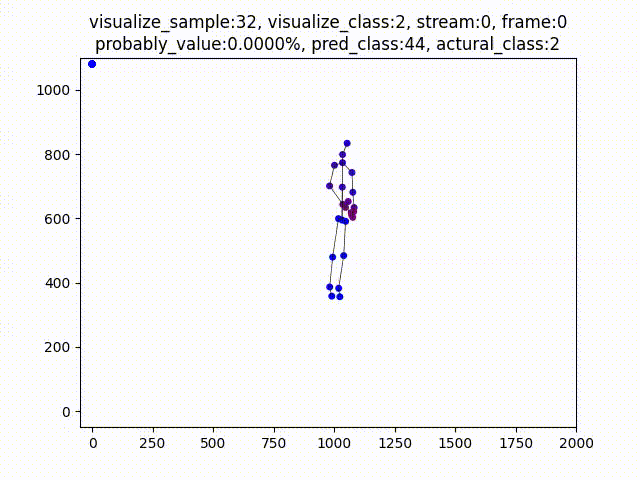 visualize_sample:32, visualize_class:2, stream:0, frame:0
probably_value:0.0000%, pred_class:44, actural_class:2
1000
800
600
400
200
0
0 250 500 750 1000 1250 1500 1750 2000